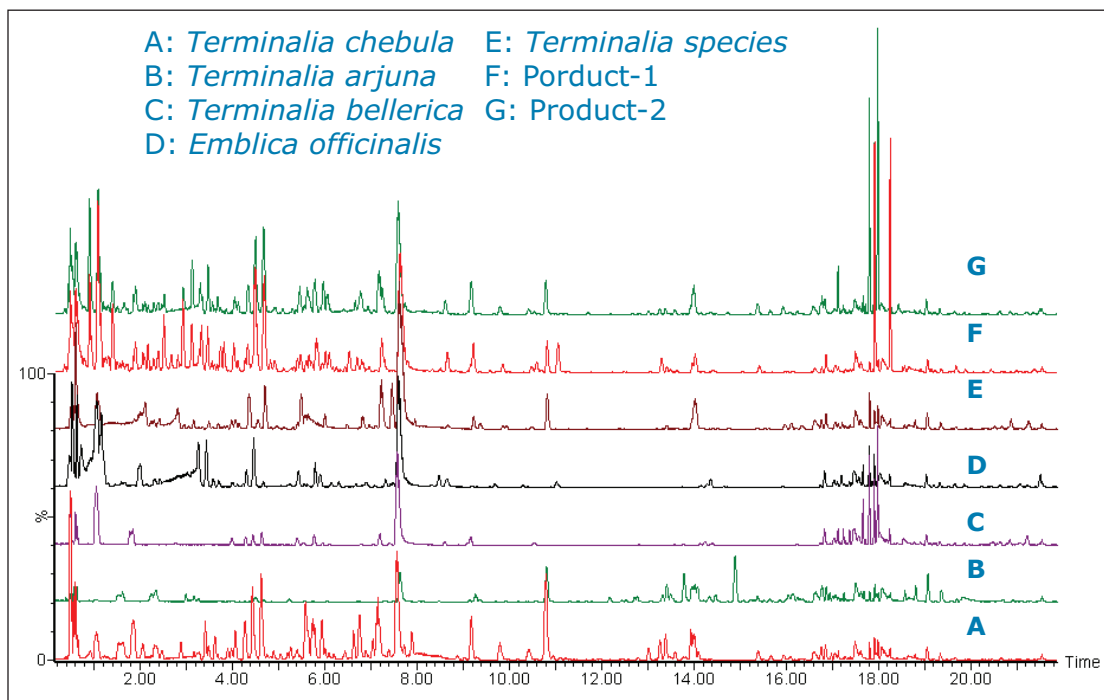 A: Terminalia chebula E: Terminalia species
B: Terminalia arjuna F: Porduct-1
C: Terminalia bellerica G: Product-2
D: Emblica officinalis
G
F
100
E
D
%
C
B
A
0
Time
2.00 4.00 6.00 8.00 10.00 12.00 14.00 16.00 18.00 20.00